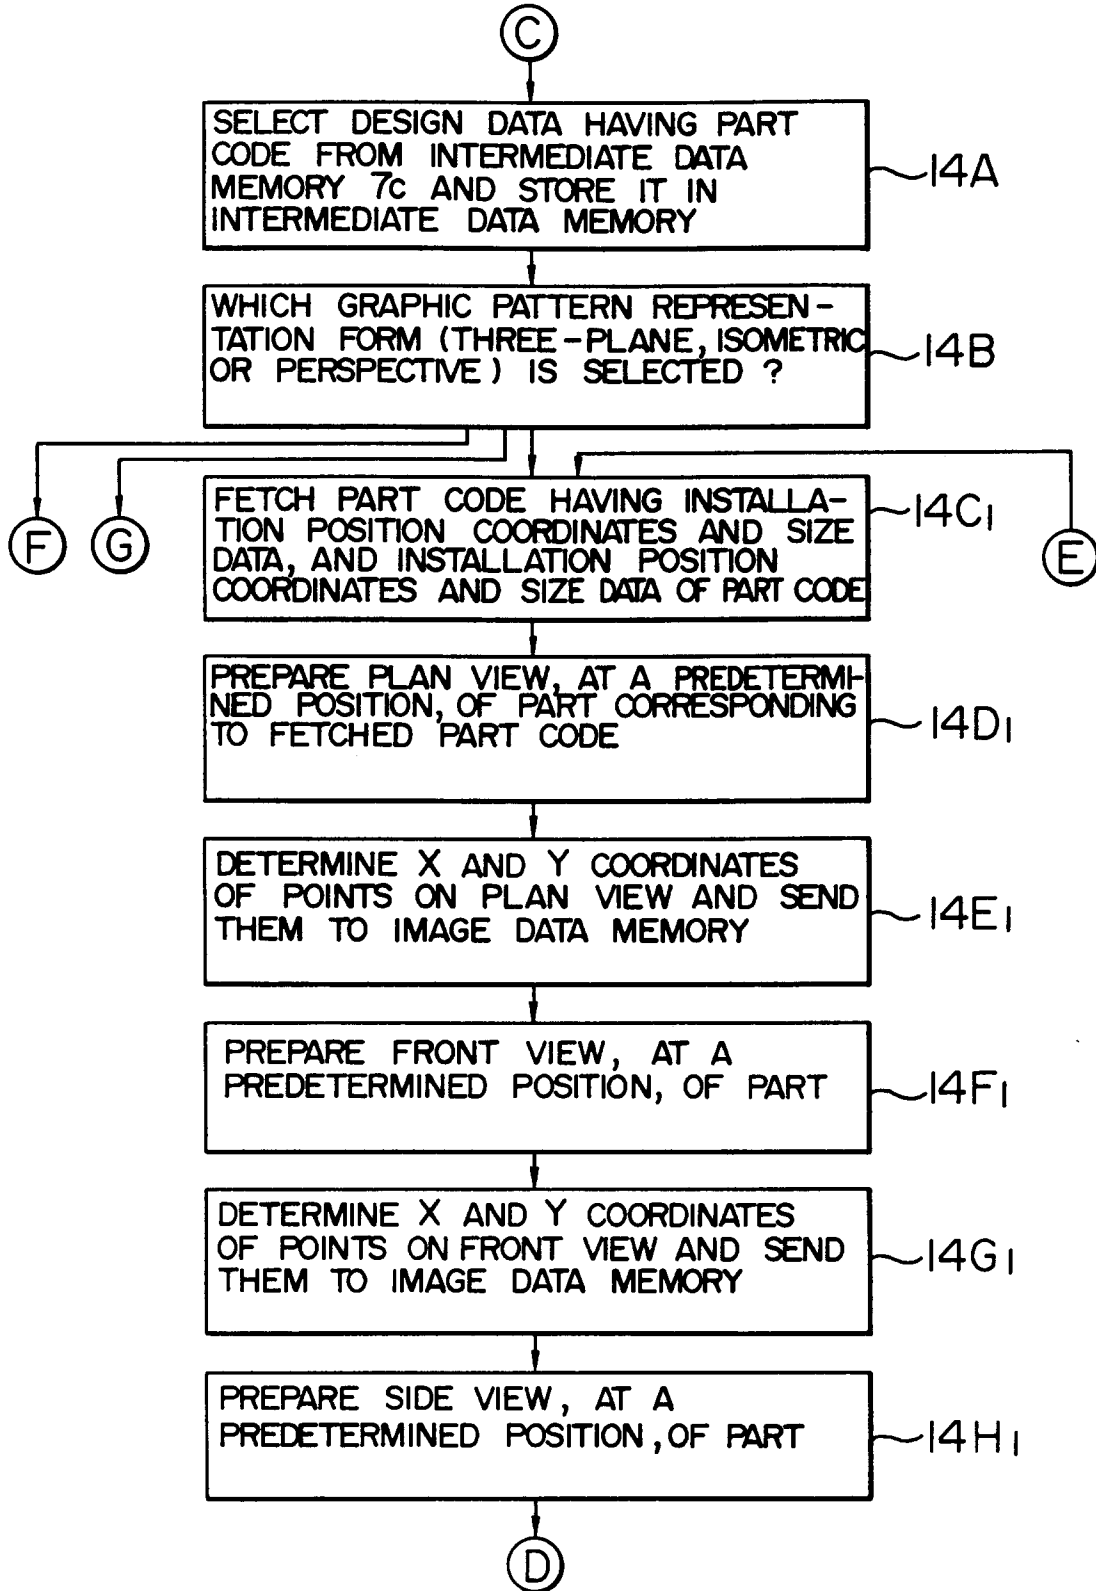 C
SELECT DESIGN DATA HAVING PART
CODE FROM INTERMEDIATE DATA
MEMORY 7c AND STORE IT IN
INTERMEDIATE DATA MEMORY
14A
WHICH GRAPHIC PATTERN REPRESEN-
TATION FORM (THREE-PLANE, ISOMETRIC
OR PERSPECTIVE) IS SELECTED ?
14B
F
G
E
FETCH PART CODE HAVING INSTALLA-
TION POSITION COORDINATES AND SIZE
DATA, AND INSTALLATION POSITION
COORDINATES AND SIZE DATA OF PART CODE
14C1
PREPARE PLAN VIEW, AT A PREDETERMI-
NED POSITION, OF PART CORRESPONDING
TO FETCHED PART CODE
14D1
DETERMINE X AND Y COORDINATES
OF POINTS ON PLAN VIEW AND SEND
THEM TO IMAGE DATA MEMORY
14E1
PREPARE FRONT VIEW, AT A
PREDETERMINED POSITION, OF PART
14F1
DETERMINE X AND Y COORDINATES
OF POINTS ON FRONT VIEW AND SEND
THEM TO IMAGE DATA MEMORY
14G1
PREPARE SIDE VIEW, AT A
PREDETERMINED POSITION, OF PART
14H1
D